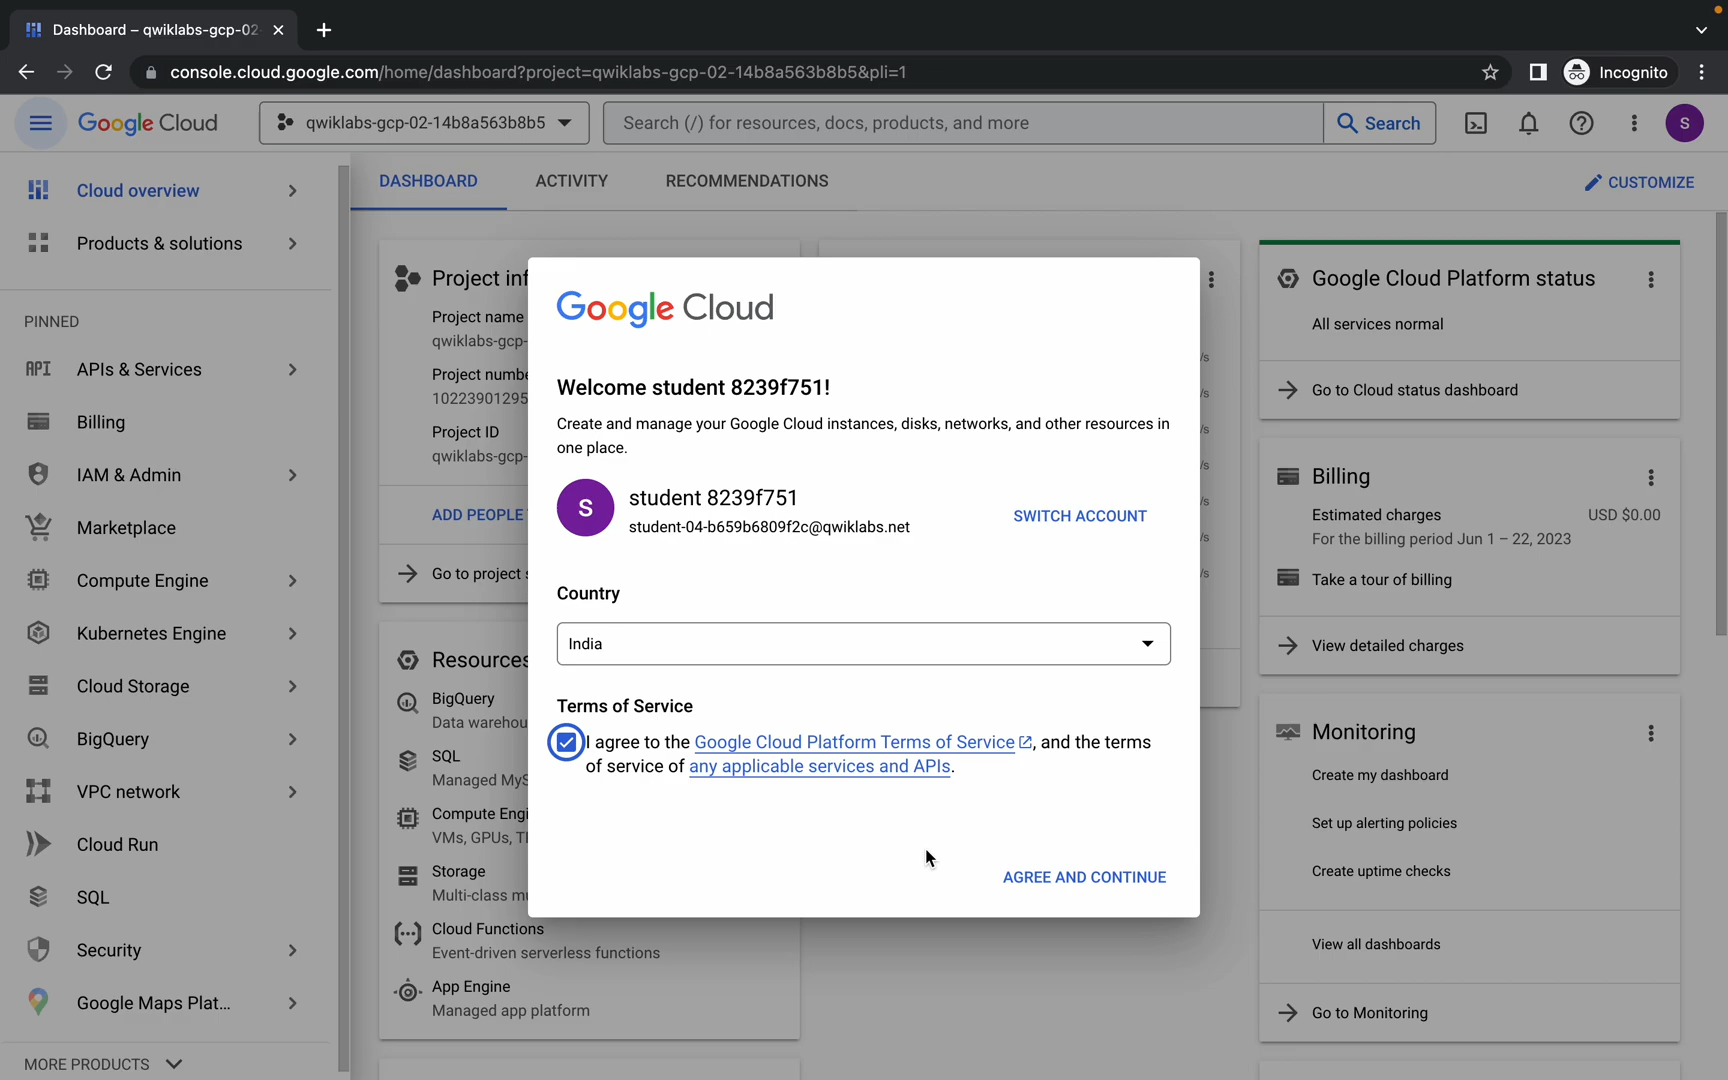 Dashboard – qwiklabs-gcp-02
console.cloud.google.com/home/dashboard?project=qwiklabs-gcp-02-14b8a563b8b5&pli=1
Incognito
Google Cloud
qwiklabs-gcp-02-14b8a563b8b5
Search (/) for resources, docs, products, and more
Search
S
Cloud overview
Products & solutions
PINNED
API
APIs & Services
Billing
IAM & Admin
Marketplace
Compute Engine
Kubernetes Engine
Cloud Storage
BigQuery
VPC network
Cloud Run
SQL
Security
Google Maps Plat...
MORE PRODUCTS
DASHBOARD
ACTIVITY
RECOMMENDATIONS
CUSTOMIZE
Project inf
Project name
qwiklabs-gcp-
Project numbe
10223901295
Project ID
qwiklabs-gcp-
ADD PEOPLE
Go to project s
Resources
BigQuery
Data warehou
SQL
Managed MyS
Compute Engi
VMs, GPUs, T
Storage
Multi-class mu
Cloud Functions
Event-driven serverless functions
App Engine
Managed app platform
Google Cloud
Welcome student 8239f751!
Create and manage your Google Cloud instances, disks, networks, and other resources in
one place.
S
student 8239f751
student-04-b659b6809f2c@qwiklabs.net
SWITCH ACCOUNT
Country
India
Terms of Service
I agree to the Google Cloud Platform Terms of Service, and the terms
of service of any applicable services and APIs.
AGREE AND CONTINUE
/s
/s
/s
/s
/s
/s
/s
Google Cloud Platform status
All services normal
Go to Cloud status dashboard
Billing
Estimated charges USD $0.00
For the billing period Jun 1 – 22, 2023
Take a tour of billing
View detailed charges
Monitoring
Create my dashboard
Set up alerting policies
Create uptime checks
View all dashboards
Go to Monitoring